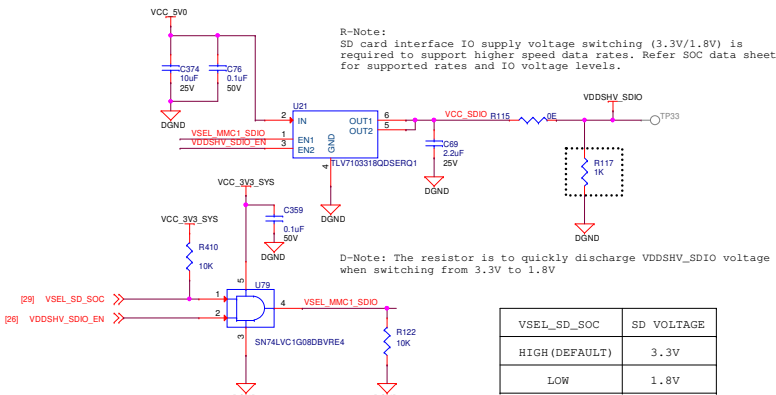 VCC_5V0
R-Note:
SD card interface IO supply voltage switching (3.3V/1.8V) is
required to support higher speed data rates. Refer SOC data sheet
for supported rates and IO voltage levels.
C374
10uF
25V
C76
0.1uF
50V
DGND
U21
2
IN
1
EN1
3
EN2
GND
4
OUT1
6
OUT2
5
TLV7103318QDSERQ1
VSEL_MMC1_SDIO
VDDSHV_SDIO_EN
VCC_SDIO
R115
0E
VDDSHV_SDIO
TP33
C69
2.2uF
25V
DGND
DGND
R117
1K
DGND
VCC_3V3_SYS
C359
0.1uF
50V
DGND
VCC_3V3_SYS
R410
10K
D-Note: The resistor is to quickly discharge VDDSHV_SDIO voltage
when switching from 3.3V to 1.8V
U79
5
[29] VSEL_SD_SOC
1
[26] VDDSHV_SDIO_EN
2
4
VSEL_MMC1_SDIO
3
SN74LVC1G08DBVRE4
R122
10K
VSEL_SD_SOC SD VOLTAGE
HIGH(DEFAULT) 3.3V
LOW 1.8V